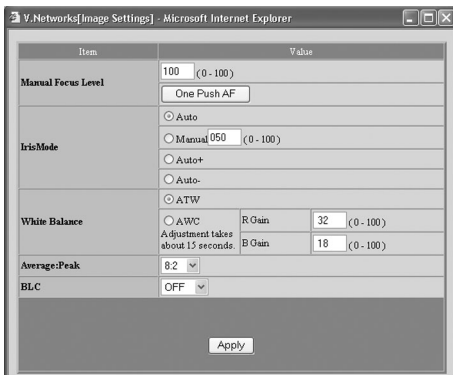 V.Networks[Image Settings] - Microsoft Internet Explorer
Item Value
Manual Focus Level 100 (0 - 100)
One Push AF
IrisMode Auto
Manual 050 (0 - 100)
Auto+
Auto-
White Balance ATW
AWC
Adjustment takes about 15 seconds.
R Gain 32 (0 - 100)
B Gain 18 (0 - 100)
Average:Peak 8:2
BLC OFF
Apply